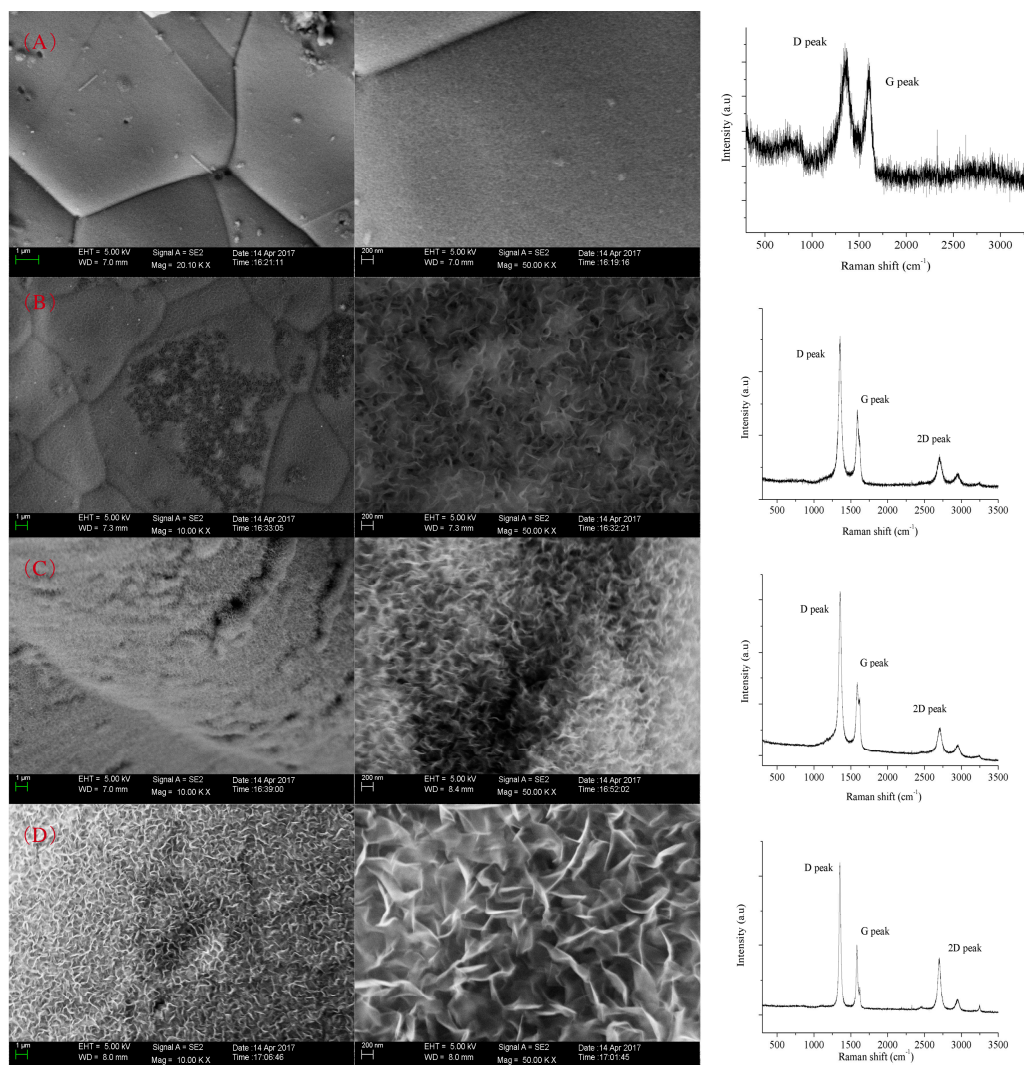 (A)
1 µm
EHT = 5.00 kV
WD = 7.0 mm
Signal A = SE2
Mag = 20.10 K X
Date :14 Apr 2017
Time :16:21:11
200 nm
EHT = 5.00 kV
WD = 7.0 mm
Signal A = SE2
Mag = 50.00 K X
Date :14 Apr 2017
Time :16:19:16
D peak
G peak
Intensity (a.u)
500 1000 1500 2000 2500 3000
Raman shift (cm⁻¹)
(B)
1 µm
EHT = 5.00 kV
WD = 7.3 mm
Signal A = SE2
Mag = 10.00 K X
Date :14 Apr 2017
Time :16:33:05
200 nm
EHT = 5.00 kV
WD = 7.3 mm
Signal A = SE2
Mag = 50.00 K X
Date :14 Apr 2017
Time :16:32:21
D peak
G peak
2D peak
Intensity (a.u)
500 1000 1500 2000 2500 3000 3500
Raman shift (cm⁻¹)
(C)
1 µm
EHT = 5.00 kV
WD = 7.0 mm
Signal A = SE2
Mag = 10.00 K X
Date :14 Apr 2017
Time :16:39:00
200 nm
EHT = 5.00 kV
WD = 8.4 mm
Signal A = SE2
Mag = 50.00 K X
Date :14 Apr 2017
Time :16:52:02
D peak
G peak
2D peak
Intensity (a.u)
500 1000 1500 2000 2500 3000 3500
Raman shift (cm⁻¹)
(D)
1 µm
EHT = 5.00 kV
WD = 8.0 mm
Signal A = SE2
Mag = 10.00 K X
Date :14 Apr 2017
Time :17:06:46
200 nm
EHT = 5.00 kV
WD = 8.0 mm
Signal A = SE2
Mag = 50.00 K X
Date :14 Apr 2017
Time :17:01:45
D peak
G peak
2D peak
Intensity (a.u)
500 1000 1500 2000 2500 3000 3500
Raman shift (cm⁻¹)